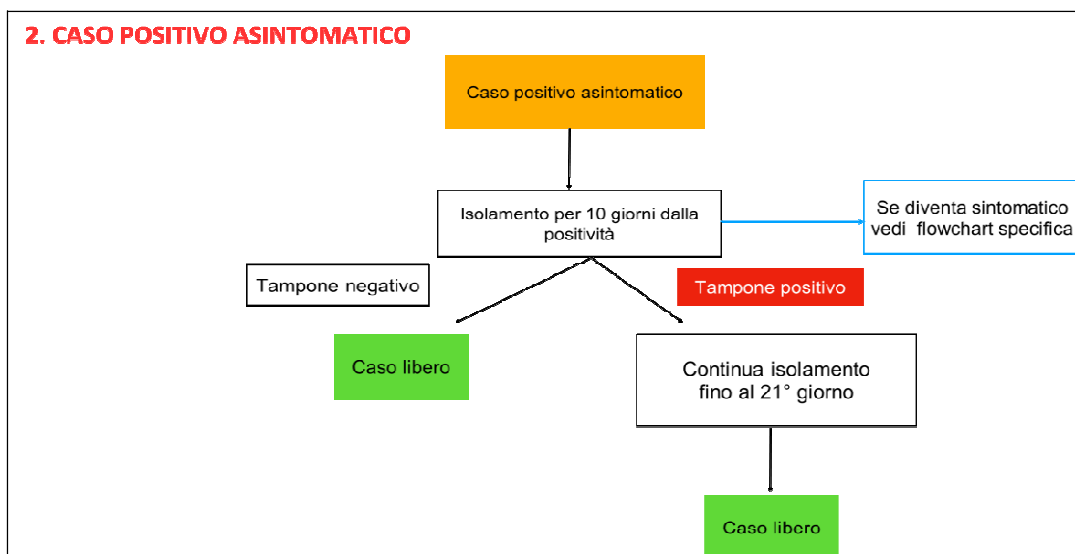 2. CASO POSITIVO ASINTOMATICO
Caso positivo asintomatico
Isolamento per 10 giorni dalla
positività
Se diventa sintomatico
vedi flowchart specifica
Tampone negativo
Tampone positivo
Caso libero
Continua isolamento
fino al 21° giorno
Caso libero